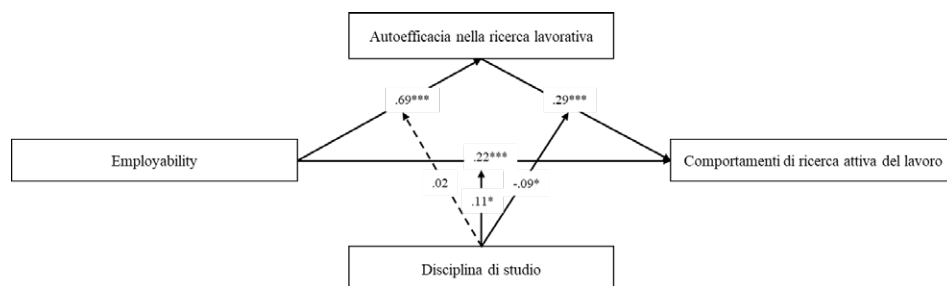 Autoefficacia nella ricerca lavorativa
.69***
.29***
Employability
.22***
Comportamenti di ricerca attiva del lavoro
.02
-.09*
.11*
Disciplina di studio